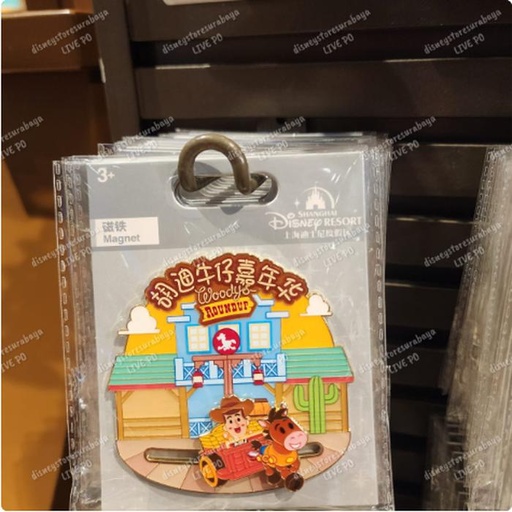 disneystoresurabaya
LIVE PO
3+
磁铁
Magnet
SHANGHAI
DISNEY RESORT
上海迪士尼度假区
胡迪牛仔嘉年华
Woody's
ROUNDUP